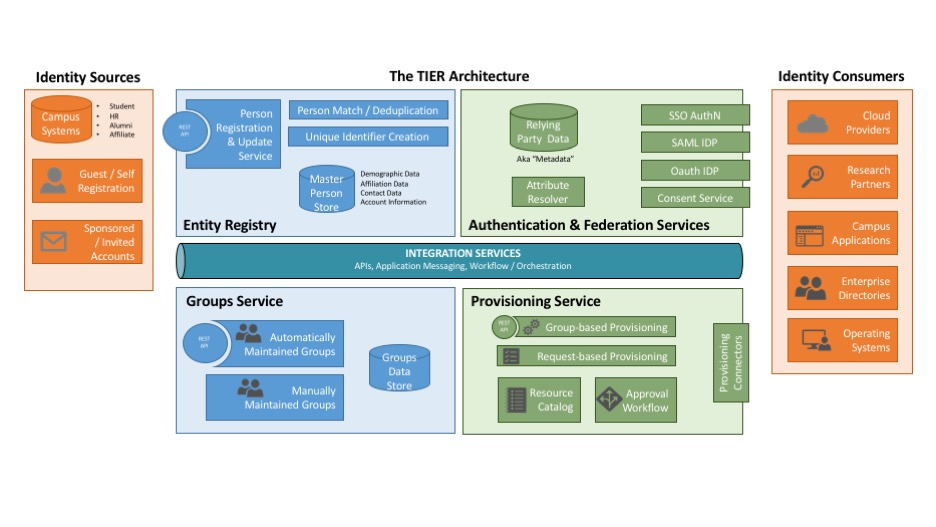 Identity Sources
Campus
Systems
• Student
• HR
• Alumni
• Affiliate
Guest / Self
Registration
Sponsored
/ Invited
Accounts
The TIER Architecture
REST
API
Person
Registration
& Update
Service
Person Match / Deduplication
Unique Identifier Creation
Master
Person
Store
Demographic Data
Affiliation Data
Contact Data
Account Information
Entity Registry
Relying
Party Data
Aka “Metadata”
Attribute
Resolver
SSO AuthN
SAML IDP
Oauth IDP
Consent Service
Authentication & Federation Services
INTEGRATION SERVICES
APIs, Application Messaging, Workflow / Orchestration
Groups Service
REST
API
Automatically
Maintained Groups
Manually
Maintained Groups
Groups
Data
Store
Provisioning Service
REST
API
Group-based Provisioning
Request-based Provisioning
Resource
Catalog
Approval
Workflow
Provisioning
Connectors
Identity Consumers
Cloud
Providers
Research
Partners
Campus
Applications
Enterprise
Directories
Operating
Systems